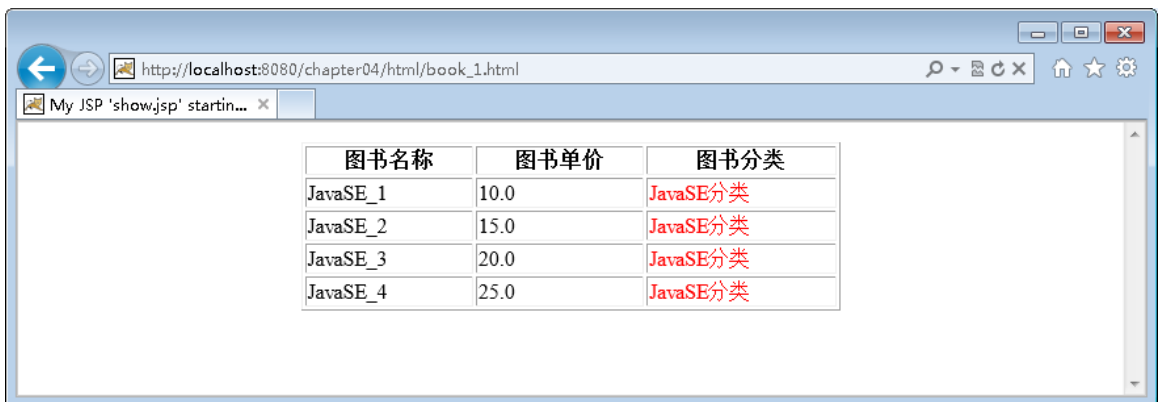 http://localhost:8080/chapter04/html/book_1.html
My JSP 'show.jsp' startin...
图书名称 图书单价 图书分类
JavaSE_1 10.0 JavaSE分类
JavaSE_2 15.0 JavaSE分类
JavaSE_3 20.0 JavaSE分类
JavaSE_4 25.0 JavaSE分类